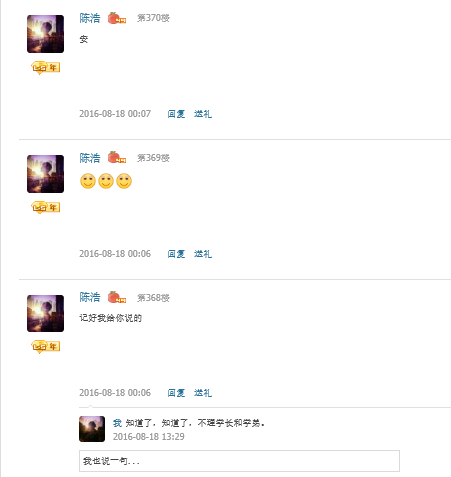 陈浩 第370楼
安
年
2016-08-18 00:07 回复 送礼
陈浩 第369楼
年
2016-08-18 00:06 回复 送礼
陈浩 第368楼
记好我给你说的
年
2016-08-18 00:06 回复 送礼
我 知道了，知道了，不理学长和学弟。
2016-08-18 13:29
我也说一句...